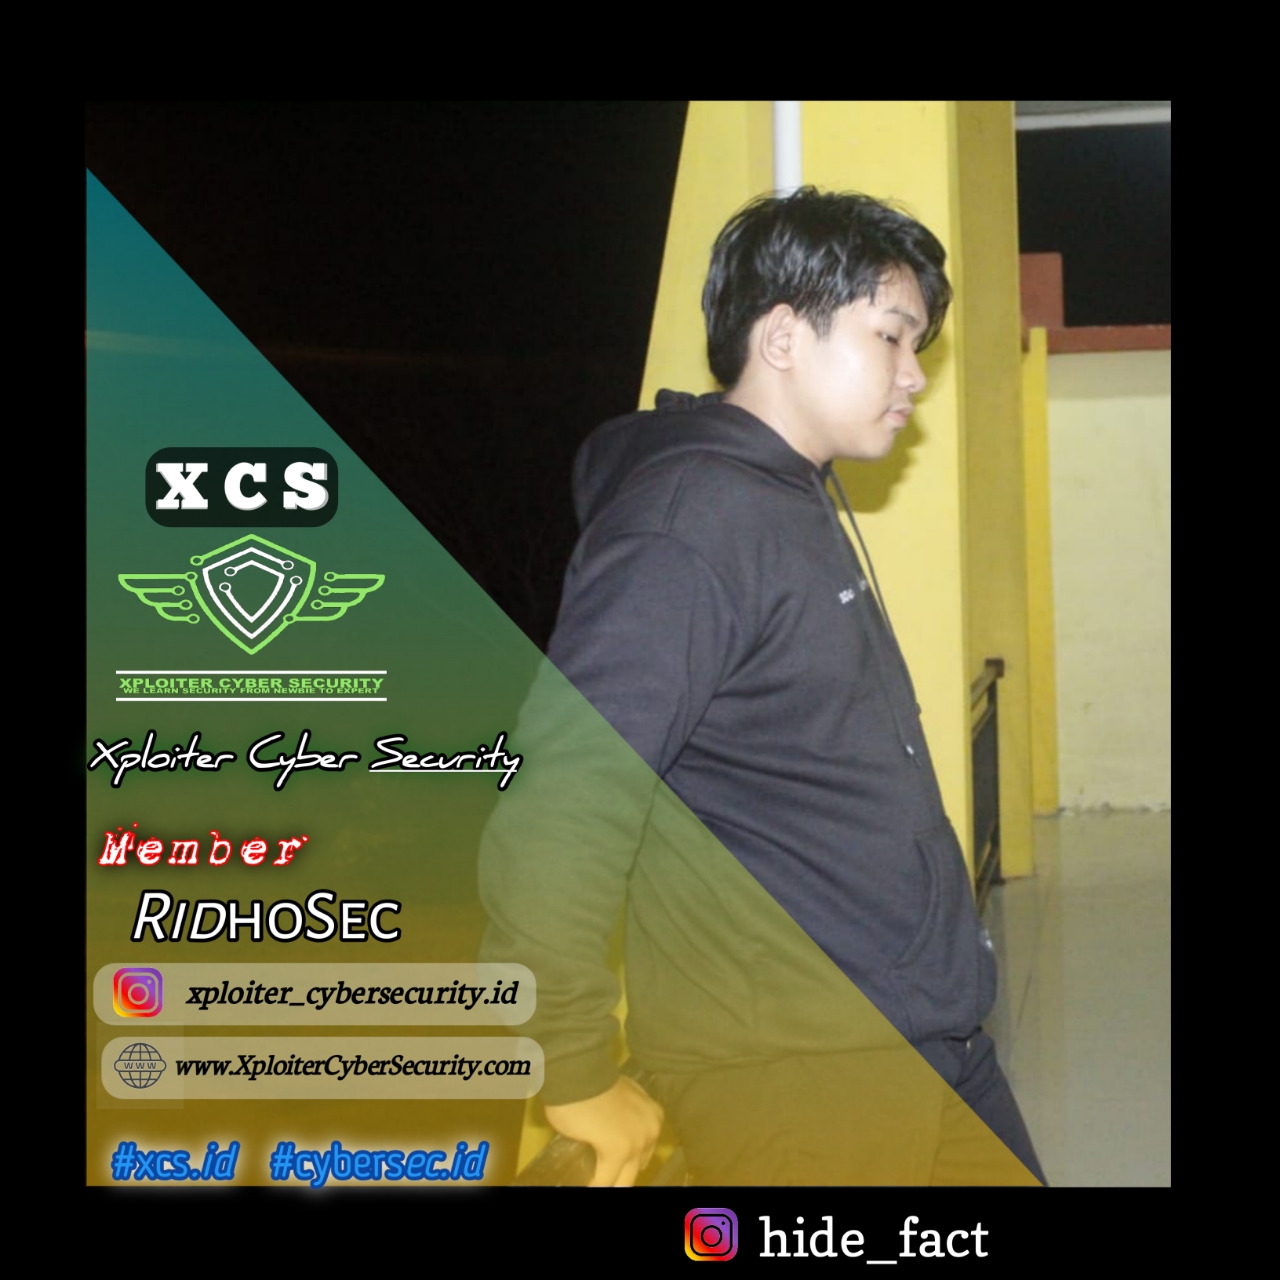 XCS
XPLOITER CYBER SECURITY
WE LEARN SECURITY FROM NEWBIE TO EXPERT
Xploiter Cyber Security
Member
RIDHOSEC
xploiter_cybersecurity.id
WWW
www.XploiterCyberSecurity.com
#xcs.id #cybersec.id
hide_fact